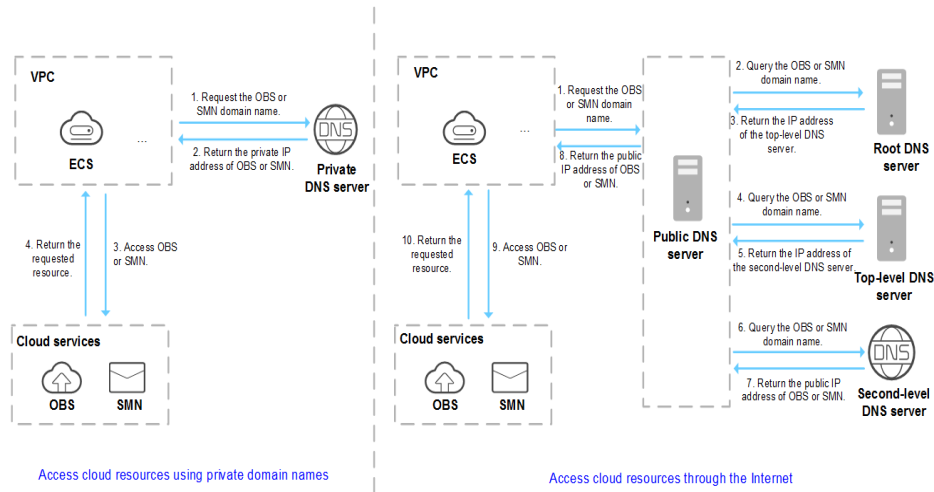 VPC
ECS
...
1. Request the OBS or
SMN domain name.
2. Return the private IP
address of OBS or SMN.
DNS
Private
DNS server
4. Return the
requested
resource.
3. Access OBS
or SMN.
Cloud services
OBS
SMN
Access cloud resources using private domain names
VPC
ECS
...
1. Request the OBS
or SMN domain
name.
8. Return the public
IP address of OBS
or SMN.
10. Return the
requested
resource.
9. Access OBS or
SMN.
Cloud services
OBS
SMN
Public DNS
server
2. Query the OBS or SMN
domain name.
3. Return the IP address
of the top-level DNS
server.
Root DNS
server
4. Query the OBS or SMN
domain name.
5. Return the IP address of
the second-level DNS server.
Top-level DNS
server
6. Query the OBS or SMN
domain name.
7. Return the public IP
address of OBS or SMN.
DNS
Second-level
DNS server
Access cloud resources through the Internet